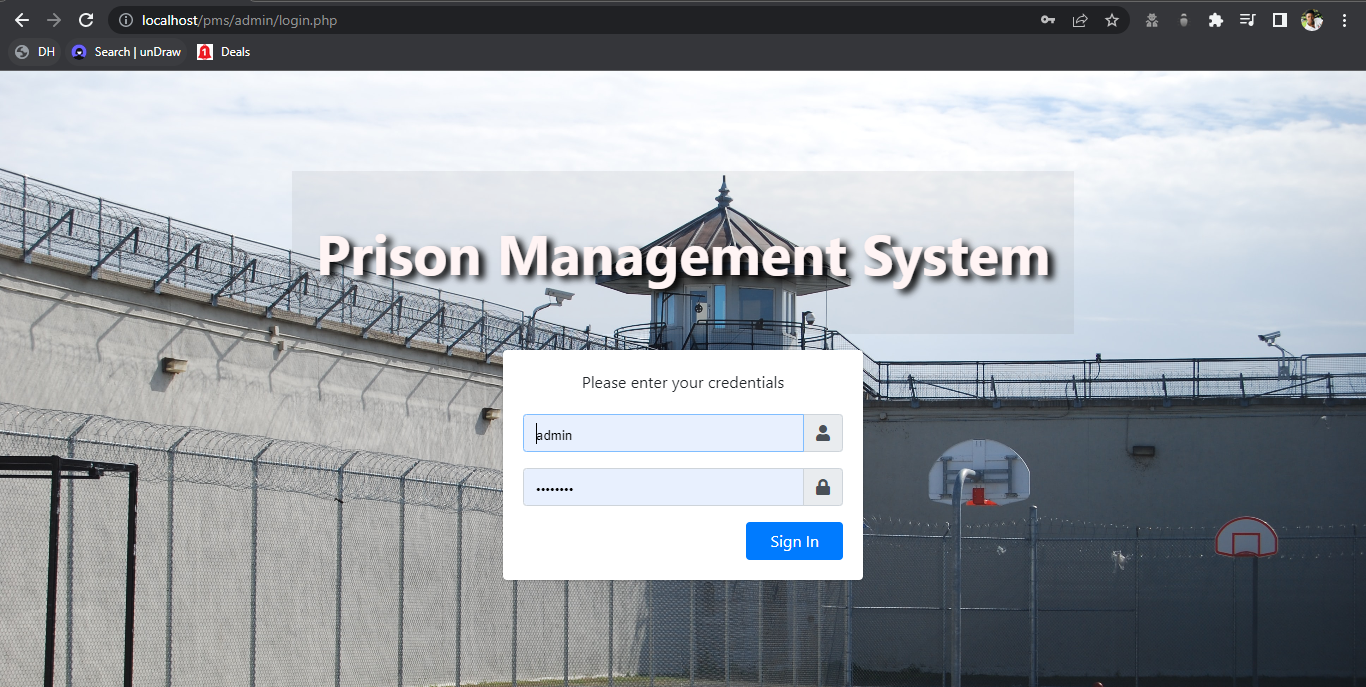 localhost/pms/admin/login.php
DH
Search | unDraw
1
Deals
Prison Management System
Please enter your credentials
admin
••••••••
Sign In